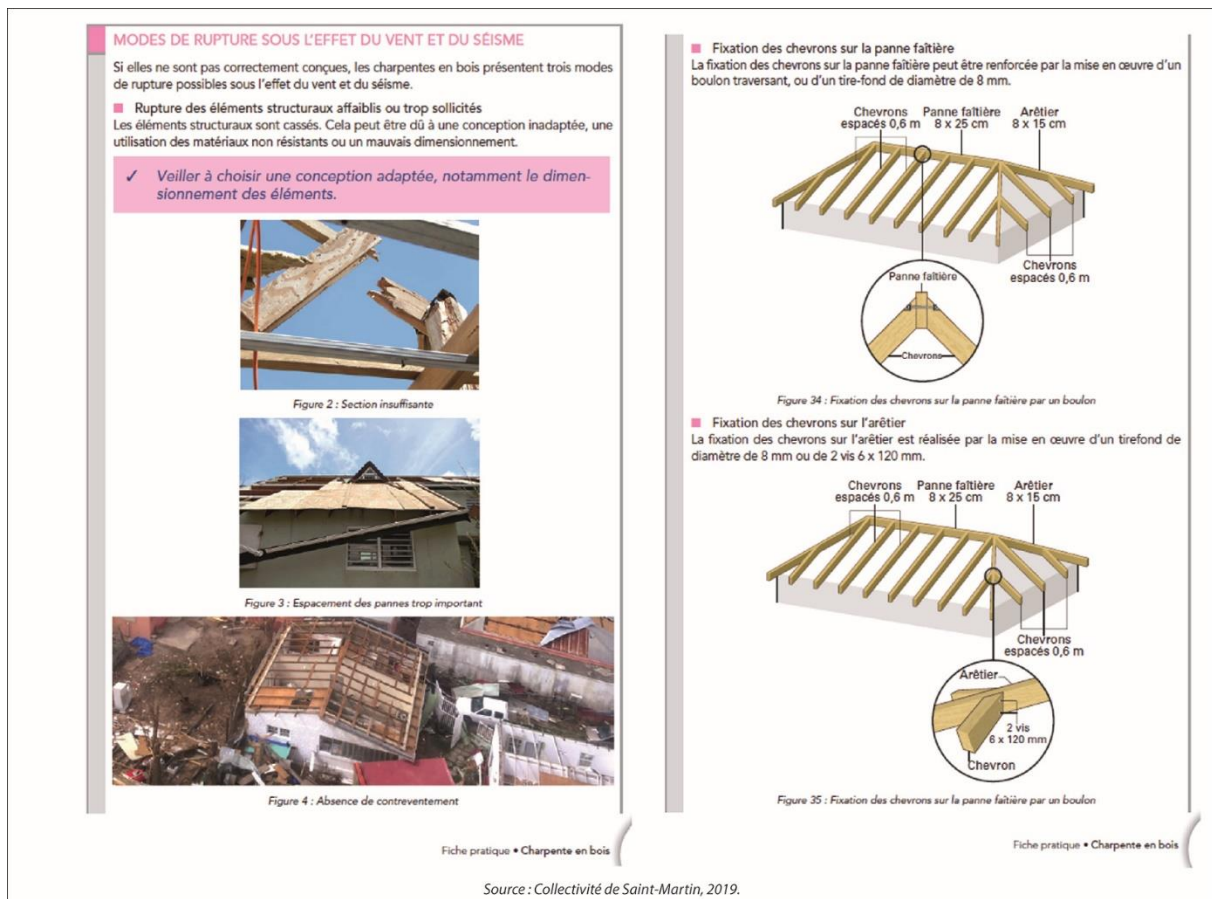 MODES DE RUPTURE SOUS L'EFFET DU VENT ET DU SÉISME
Si elles ne sont pas correctement conçues, les charpentes en bois présentent trois modes
de rupture possibles sous l'effet du vent et du séisme.
■ Rupture des éléments structuraux affaiblis ou trop sollicités
Les éléments structuraux sont cassés. Cela peut être dû à une conception inadaptée, une
utilisation des matériaux non résistants ou un mauvais dimensionnement.
✓ Veiller à choisir une conception adaptée, notamment le dimen-
sionnement des éléments.
Figure 2 : Section insuffisante
Figure 3 : Espacement des pannes trop important
Figure 4 : Absence de contreventement
Fiche pratique • Charpente en bois
■ Fixation des chevrons sur la panne faîtière
La fixation des chevrons sur la panne faîtière peut être renforcée par la mise en œuvre d'un
boulon traversant, ou d'un tire-fond de diamètre de 8 mm.
Chevrons Panne faîtière Arêtier
espacés 0,6 m 8 x 25 cm 8 x 15 cm
Chevrons
espacés 0,6 m
Panne faîtière
Chevrons
Figure 34 : Fixation des chevrons sur la panne faîtière par un boulon
■ Fixation des chevrons sur l'arêtier
La fixation des chevrons sur l'arêtier est réalisée par la mise en œuvre d'un tirefond de
diamètre de 8 mm ou de 2 vis 6 x 120 mm.
Chevrons Panne faîtière Arêtier
espacés 0,6 m 8 x 25 cm 8 x 15 cm
Chevrons
espacés 0,6 m
Arêtier
2 vis
6 x 120 mm
Chevron
Figure 35 : Fixation des chevrons sur la panne faîtière par un boulon
Fiche pratique • Charpente en bois
Source : Collectivité de Saint-Martin, 2019.